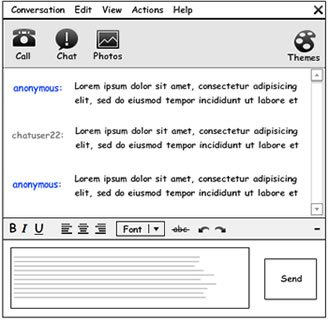 Conversation Edit View Actions Help X
Call Chat Photos Themes
anonymous: Lorem ipsum dolor sit amet, consectetur adipisicing
elit, sed do eiusmod tempor incididunt ut labore et
chatuser22: Lorem ipsum dolor sit amet, consectetur adipisicing
elit, sed do eiusmod tempor incididunt ut labore et
anonymous: Lorem ipsum dolor sit amet, consectetur adipisicing
elit, sed do eiusmod tempor incididunt ut labore et
B I U Font abc
Send